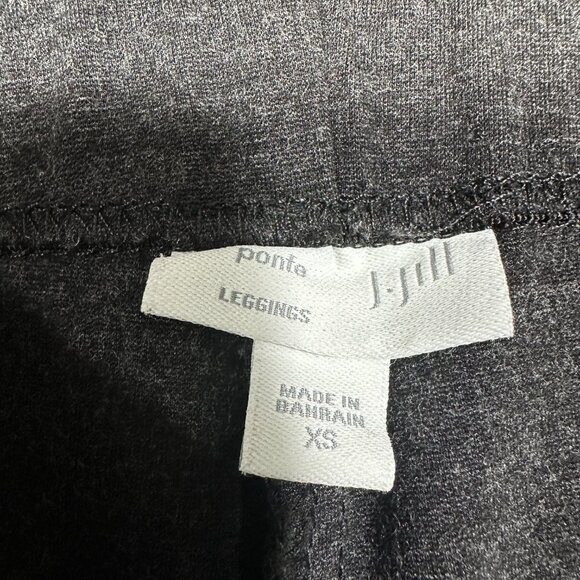 ponte
J.Jill
LEGGINGS
MADE IN
BAHRAIN
XS